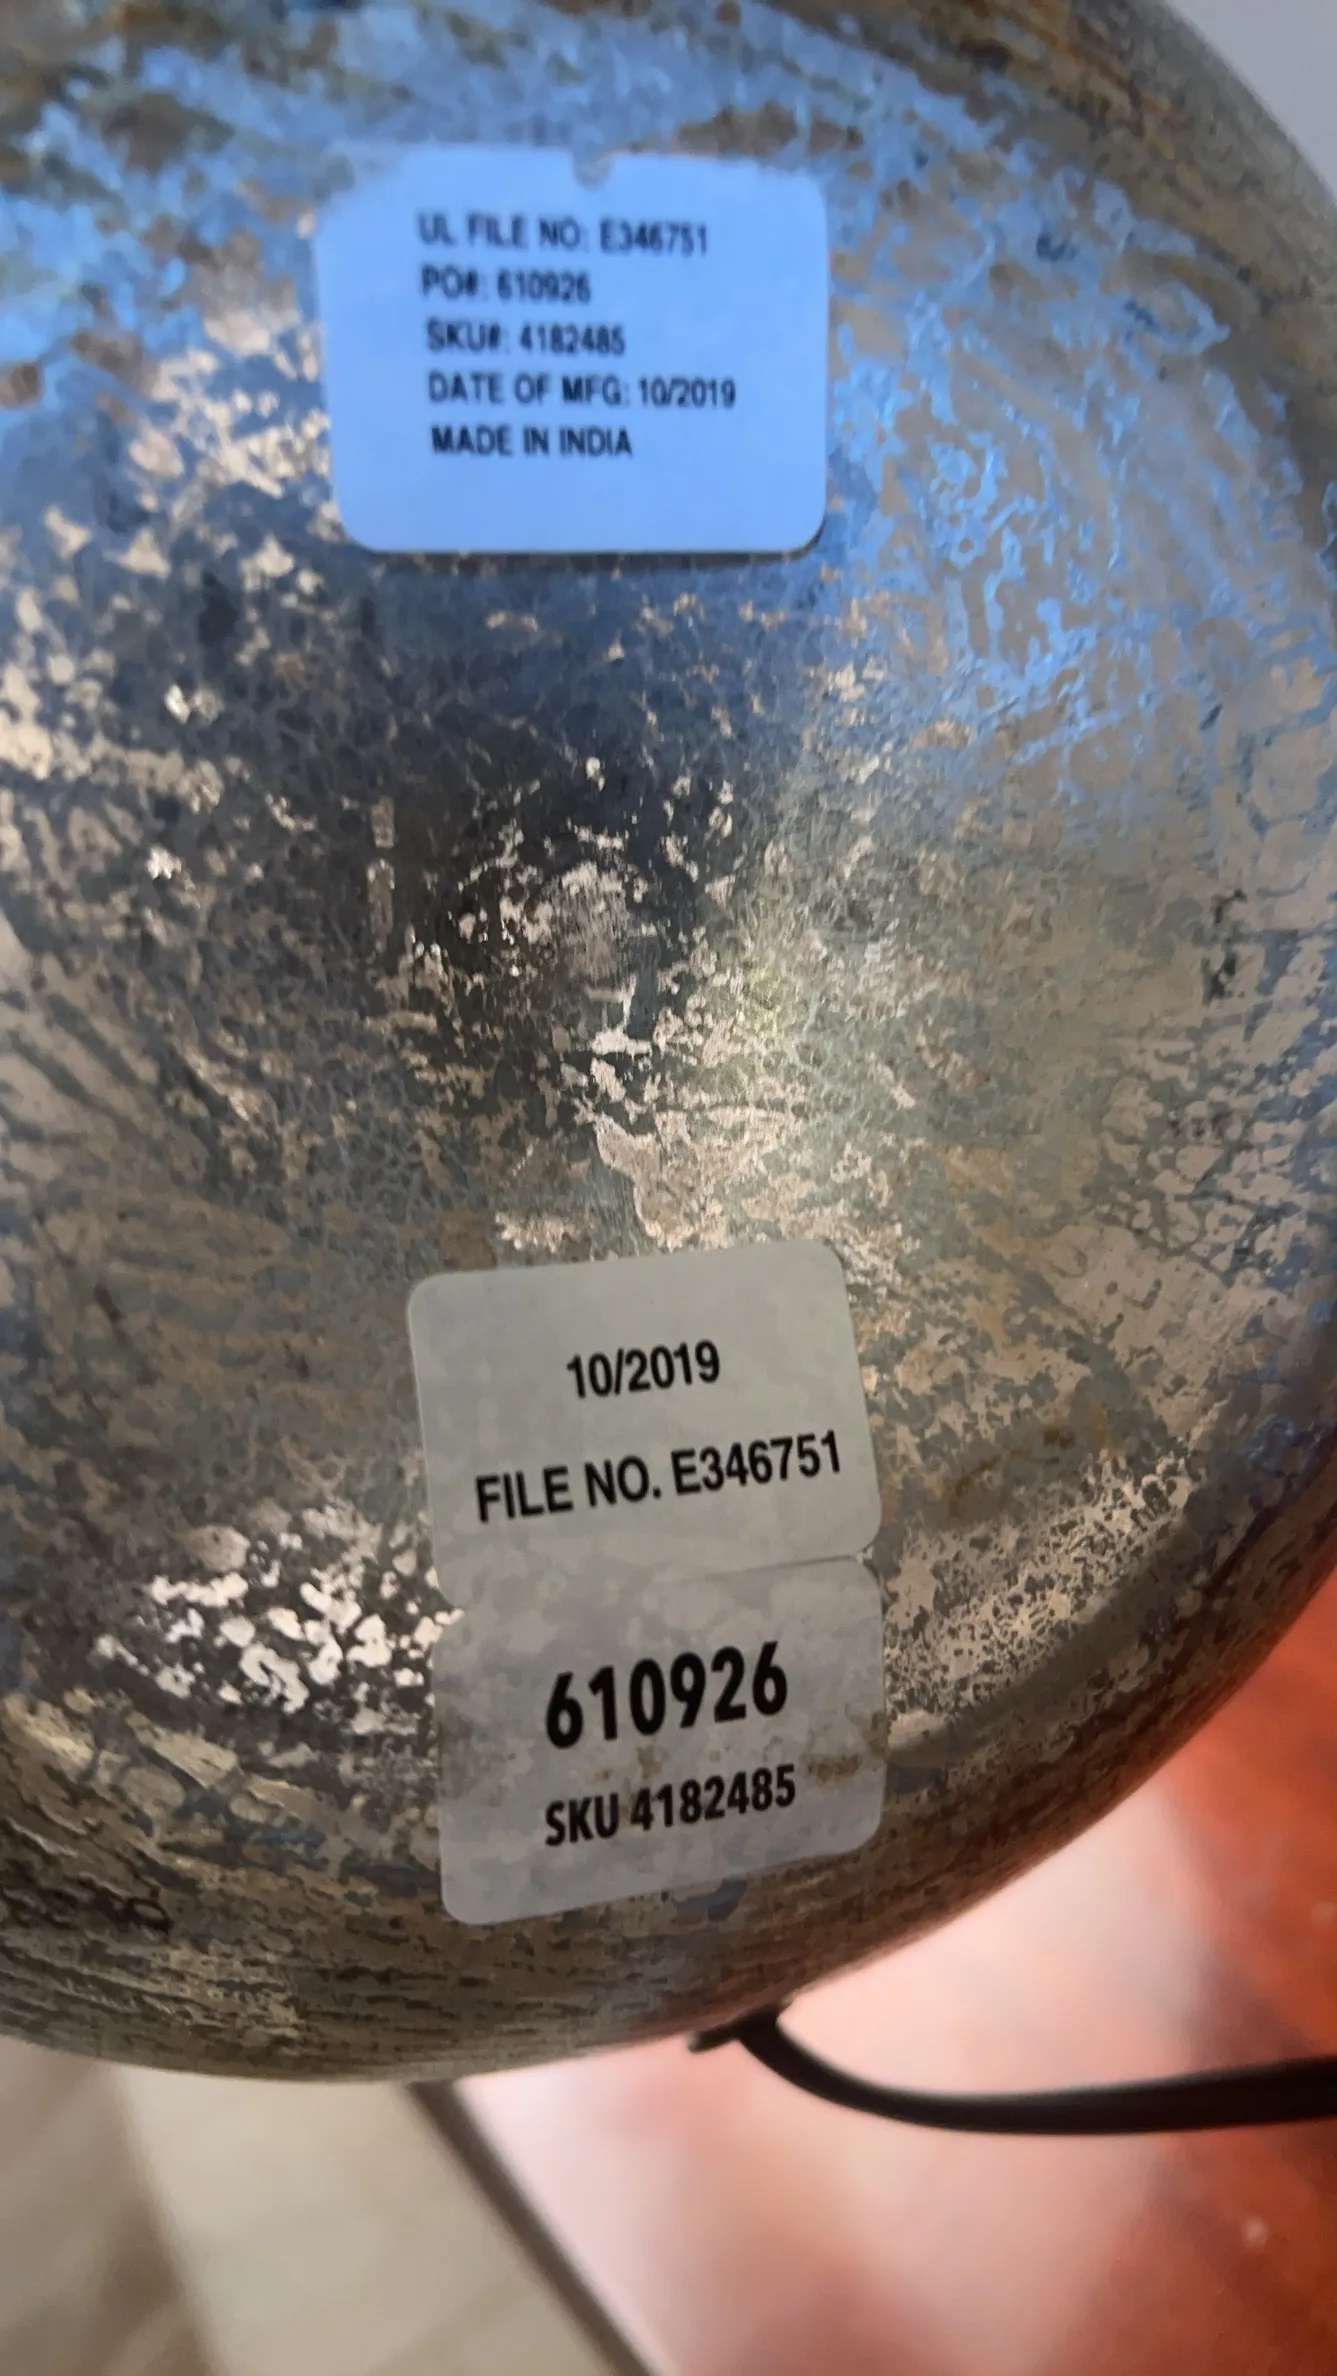 UL FILE NO: E346751
PO#: 610926
SKU#: 4182485
DATE OF MFG: 10/2019
MADE IN INDIA
10/2019
FILE NO. E346751
610926
SKU 4182485